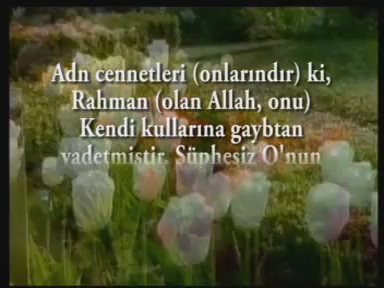 Adn cennetleri (onlarındır) ki,
Rahman (olan Allah, onu)
Kendi kullarına gaybtan
vadetmiştir. Şüphesiz O'nun